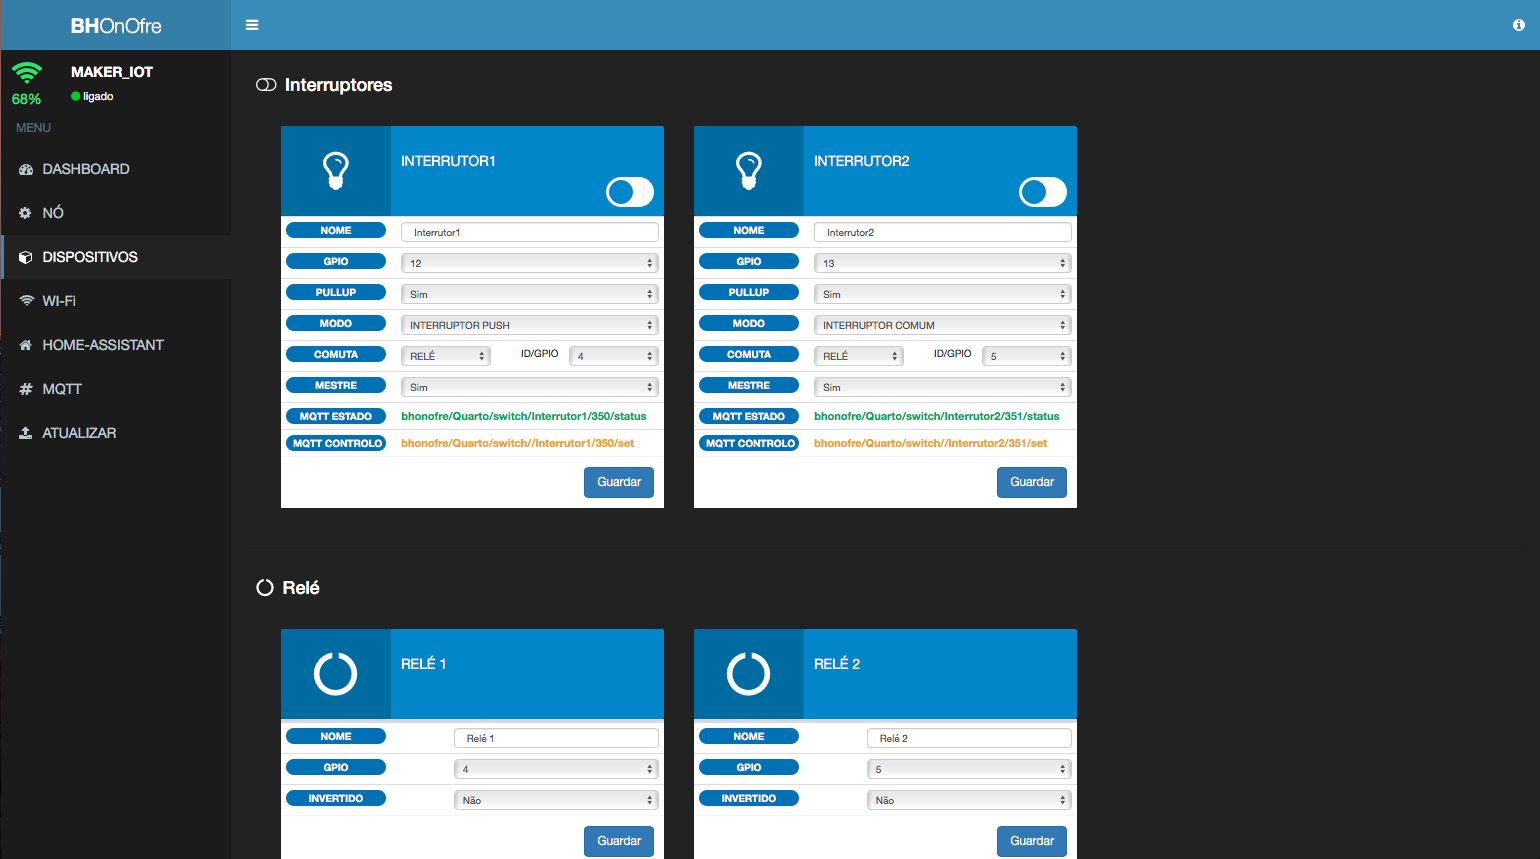 BHOnOfre
68%
MAKER_IOT
ligado
MENU
DASHBOARD
NÓ
DISPOSITIVOS
WI-Fi
HOME-ASSISTANT
MQTT
ATUALIZAR
Interruptores
INTERRUTOR1
NOME Interrutor1
GPIO 12
PULLUP Sim
MODO INTERRUPTOR PUSH
COMUTA RELÉ ID/GPIO 4
MESTRE Sim
MQTT ESTADO bhonofre/Quarto/switch/Interrutor1/350/status
MQTT CONTROLO bhonofre/Quarto/switch//Interrutor1/350/set
Guardar
INTERRUTOR2
NOME Interrutor2
GPIO 13
PULLUP Sim
MODO INTERRUPTOR COMUM
COMUTA RELÉ ID/GPIO 5
MESTRE Sim
MQTT ESTADO bhonofre/Quarto/switch/Interrutor2/351/status
MQTT CONTROLO bhonofre/Quarto/switch//Interrutor2/351/set
Guardar
Relé
RELÉ 1
NOME Relé 1
GPIO 4
INVERTIDO Não
Guardar
RELÉ 2
NOME Relé 2
GPIO 5
INVERTIDO Não
Guardar